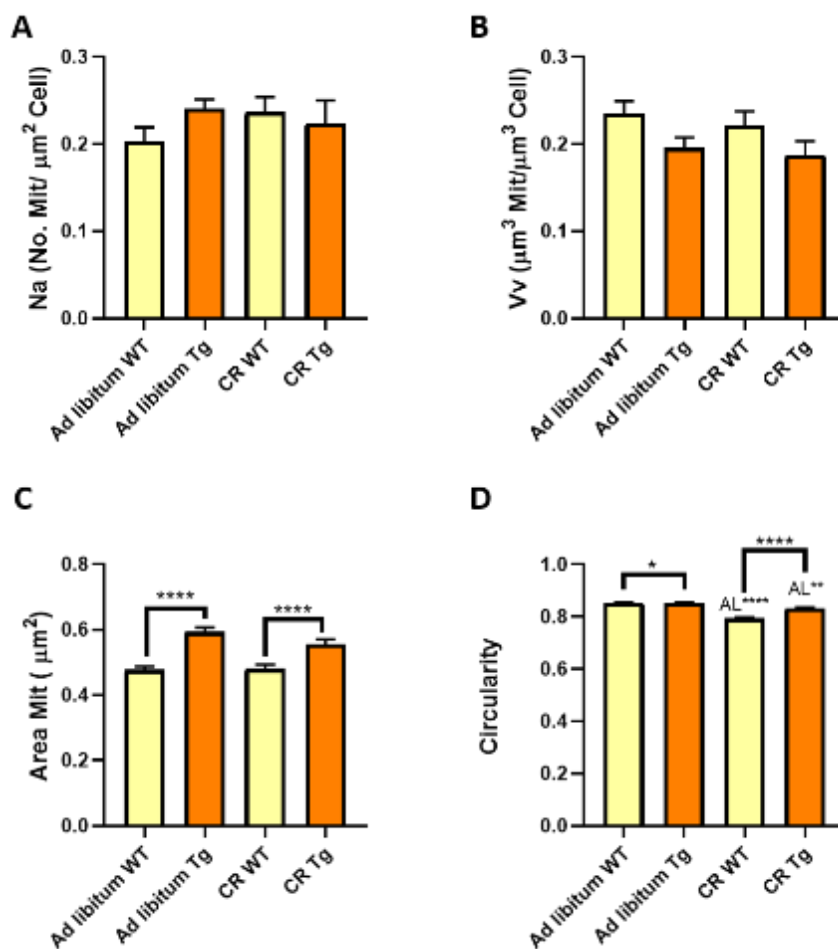 A
Na (No. Mit/ μm² Cell)
0.3
0.2
0.1
0.0
Ad libitum WT
Ad libitum Tg
CR WT
CR Tg
B
Vv (μm³ Mit/μm³ Cell)
0.3
0.2
0.1
0.0
Ad libitum WT
Ad libitum Tg
CR WT
CR Tg
C
Area Mit ( μm²)
0.8
0.6
0.4
0.2
0.0
****
****
Ad libitum WT
Ad libitum Tg
CR WT
CR Tg
D
Circularity
1.0
0.8
0.6
0.4
0.2
0.0
*
****
AL****
AL**
Ad libitum WT
Ad libitum Tg
CR WT
CR Tg